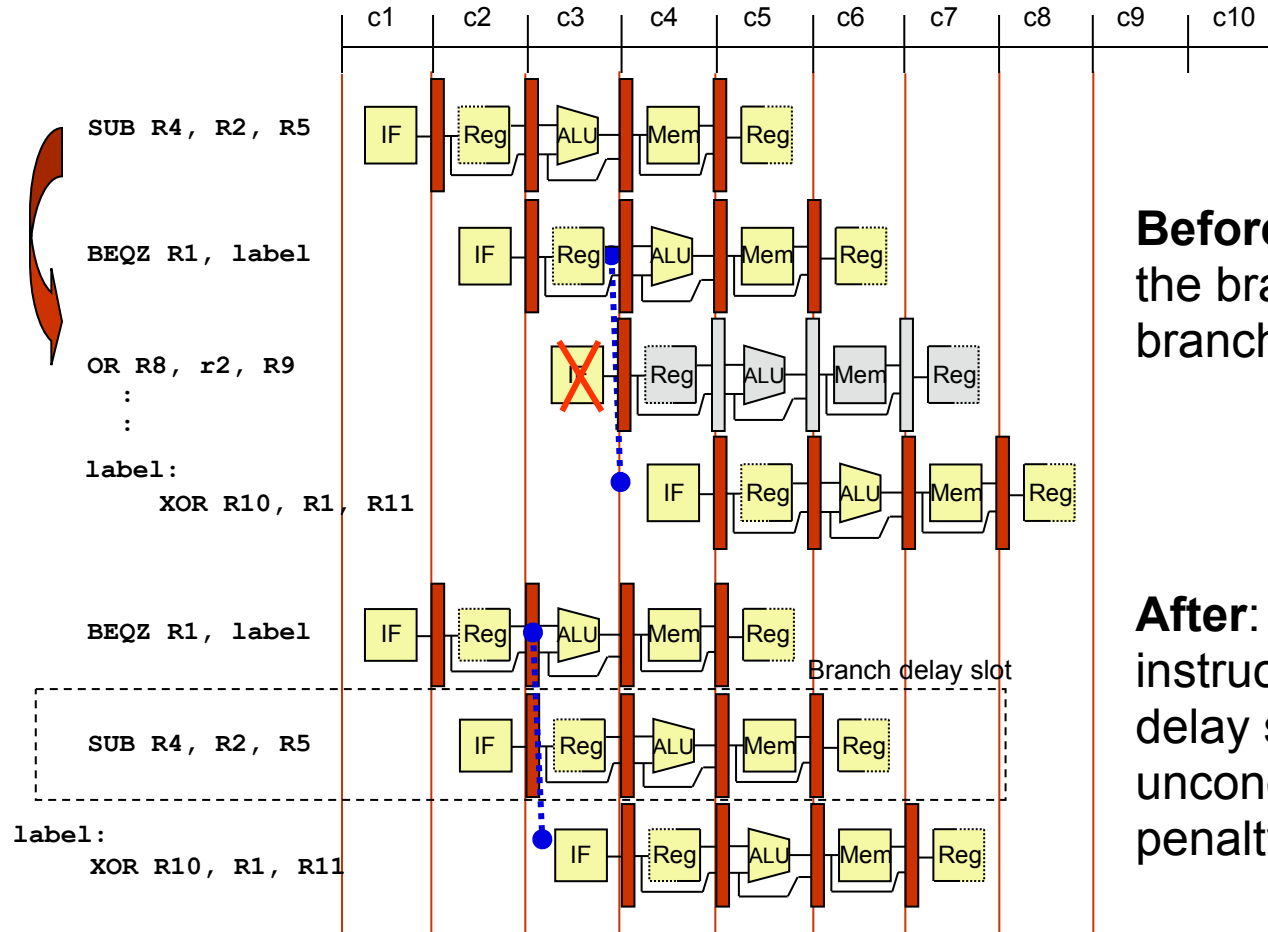 c1 c2 c3 c4 c5 c6 c7 c8 c9 c10
SUB R4, R2, R5 IF Reg ALU Mem Reg
BEQZ R1, label IF Reg ALU Mem Reg
OR R8, r2, R9 IF Reg ALU Mem Reg
:
:
label:
XOR R10, R1, R11 IF Reg ALU Mem Reg
BEQZ R1, label IF Reg ALU Mem Reg
Branch delay slot
SUB R4, R2, R5 IF Reg ALU Mem Reg
label:
XOR R10, R1, R11 IF Reg ALU Mem Reg
Before
the bra
branch
After:
instruc
delay s
uncon
penalt